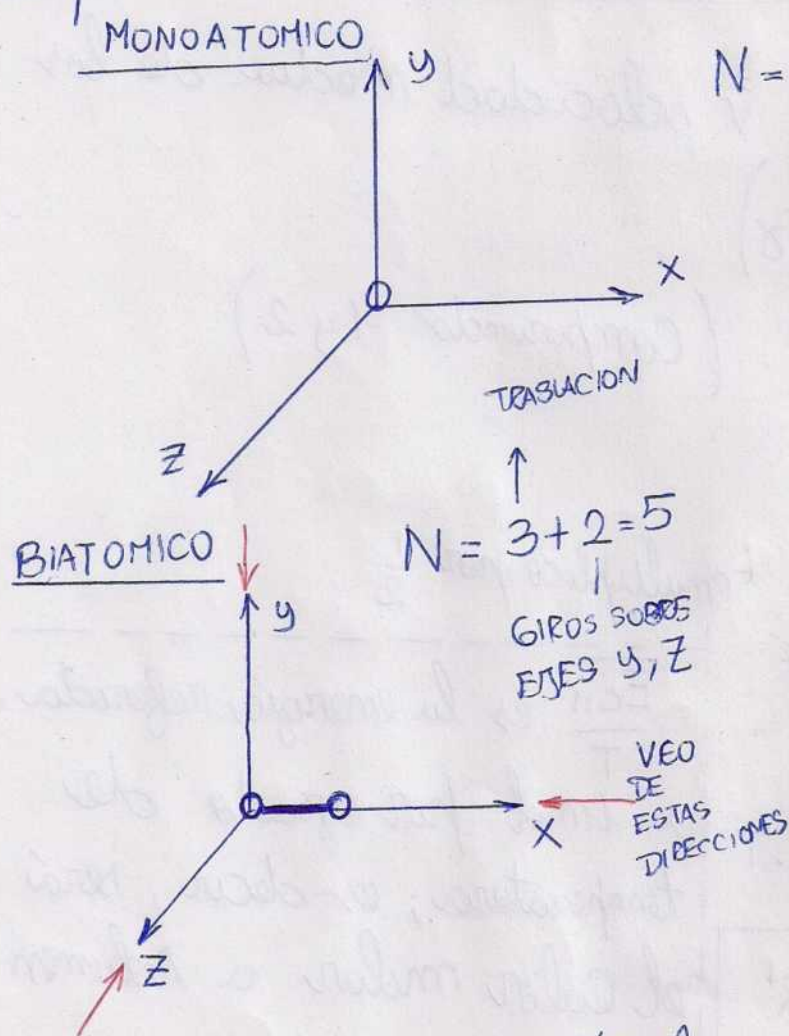 MONOATOMICO
y
N =
X
TRASLACION
Z
BIATOMICO
N = 3 + 2 = 5
y
GIROS SOBRE
EJES y, Z
VEO
DE
ESTAS
DIRECCIONES
X
Z